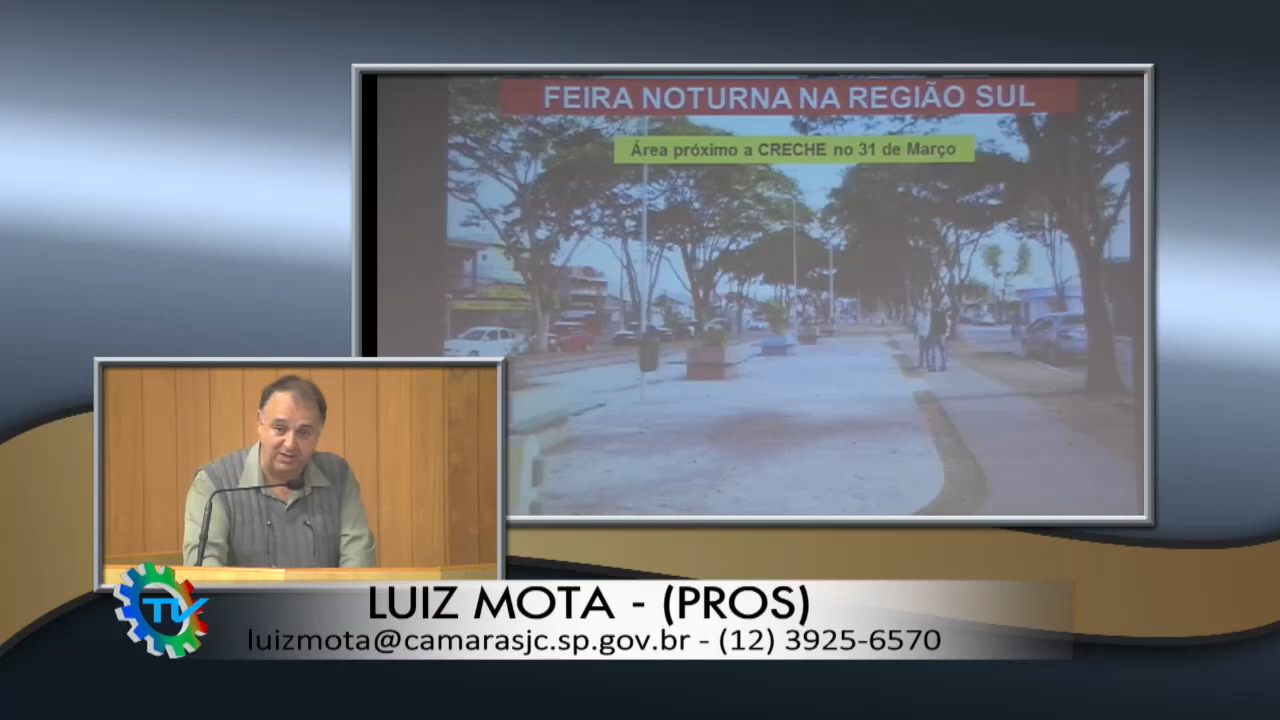 FEIRA NOTURNA NA REGIÃO SUL
Área próximo a CRECHE no 31 de Março
TV
LUIZ MOTA - (PROS)
luizmota@camarasjc.sp.gov.br - (12) 3925-6570